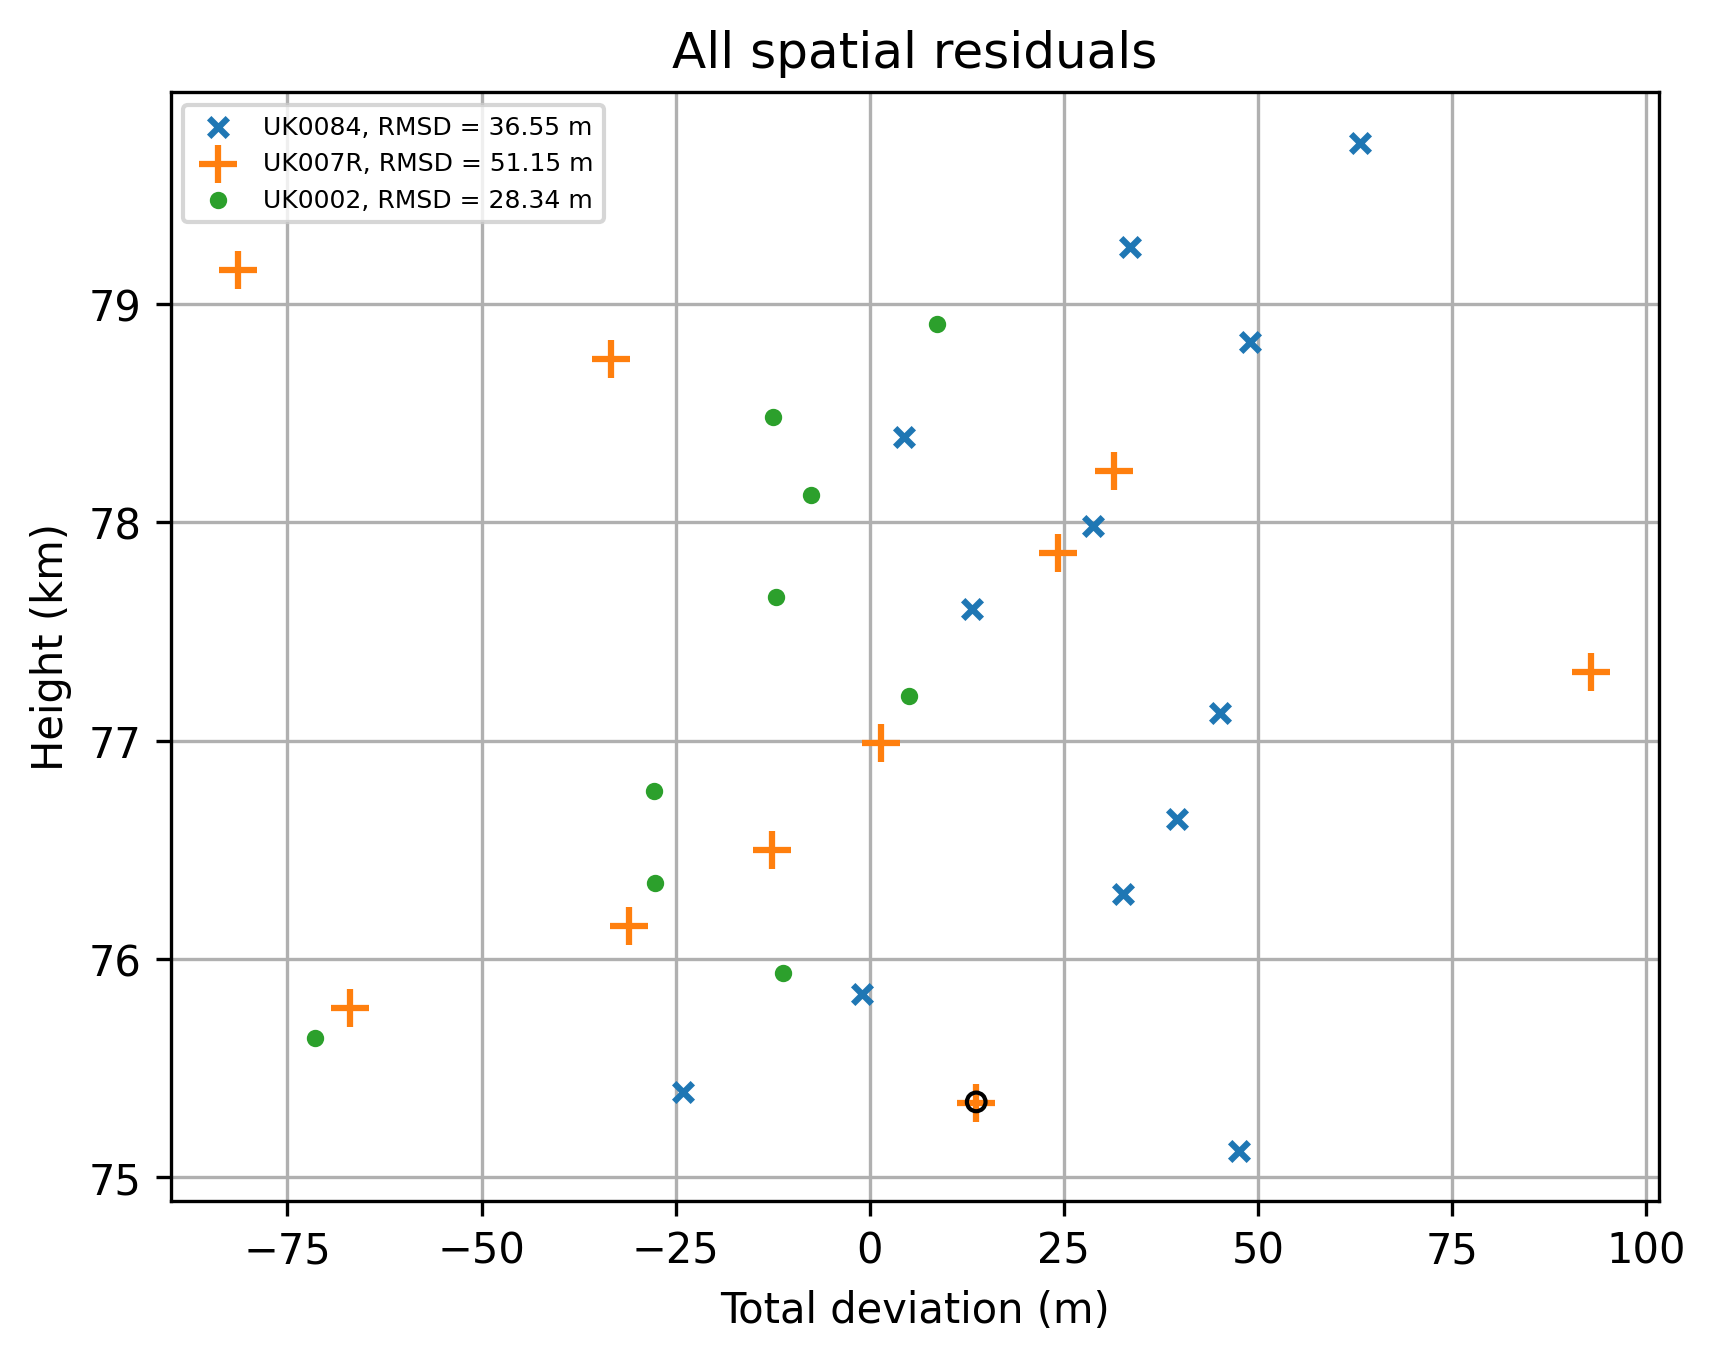 All spatial residuals
UK0084, RMSD = 36.55 m
UK007R, RMSD = 51.15 m
UK0002, RMSD = 28.34 m
79
78
77
76
75
Height (km)
−75 −50 −25 0 25 50 75 100
Total deviation (m)